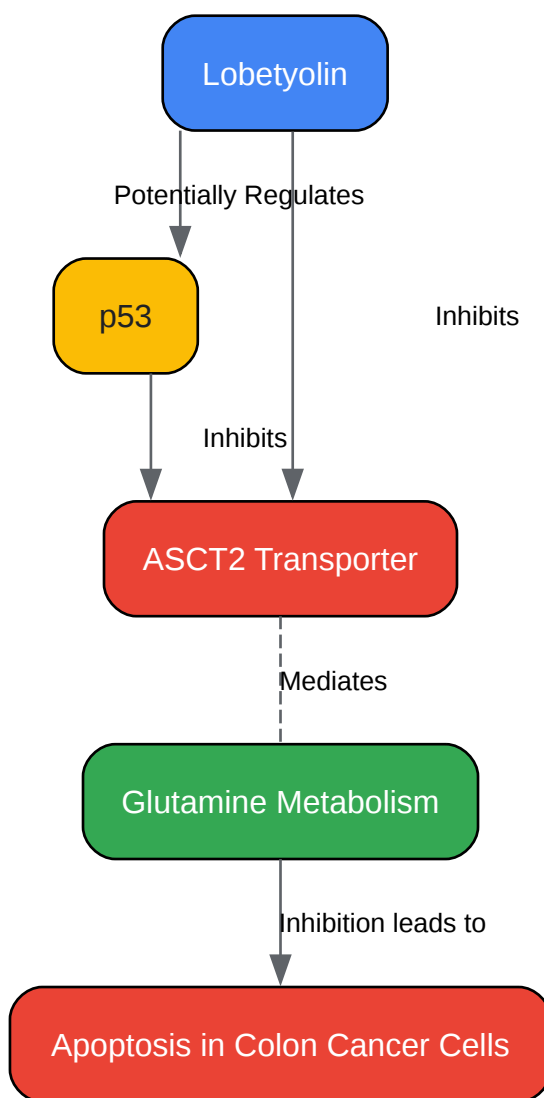 Lobetyolin
Potentially Regulates
p53
Inhibits
Inhibits
ASCT2 Transporter
Mediates
Glutamine Metabolism
Inhibition leads to
Apoptosis in Colon Cancer Cells